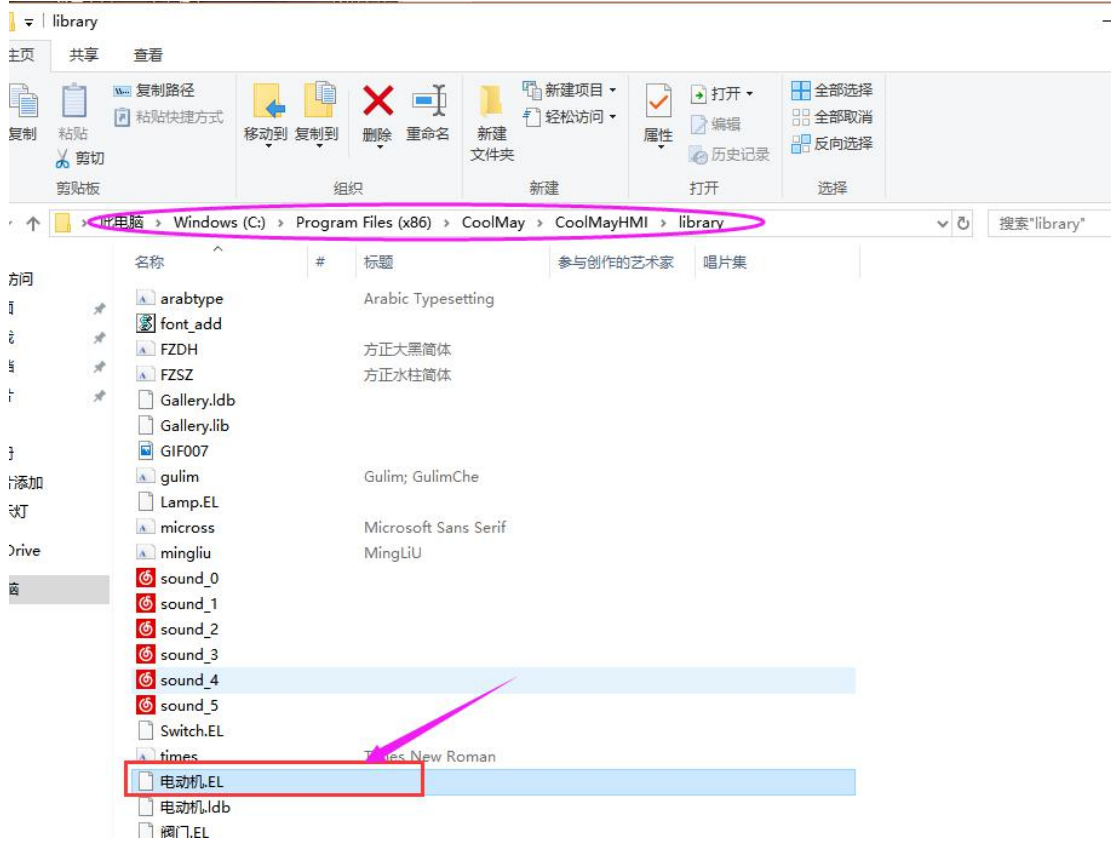 library
主页 共享 查看
复制
粘贴
复制路径
粘贴快捷方式
剪切
剪贴板
移动到
复制到
删除
重命名
组织
新建
文件夹
新建项目
轻松访问
新建
属性
打开
编辑
历史记录
打开
全部选择
全部取消
反向选择
选择
此电脑 > Windows (C:) > Program Files (x86) > CoolMay > CoolMayHMI > library
搜索"library"
名称 # 标题 参与创作的艺术家 唱片集
访问
添加
Drive
arabtype Arabic Typesetting
font_add
FZDH 方正大黑简体
FZSZ 方正水柱简体
Gallery.ldb
Gallery.lib
GIF007
gulim Gulim; GulimChe
Lamp.EL
micross Microsoft Sans Serif
mingliu MingLiU
sound_0
sound_1
sound_2
sound_3
sound_4
sound_5
Switch.EL
times Times New Roman
电动机.EL
电动机.ldb
阀门.EL